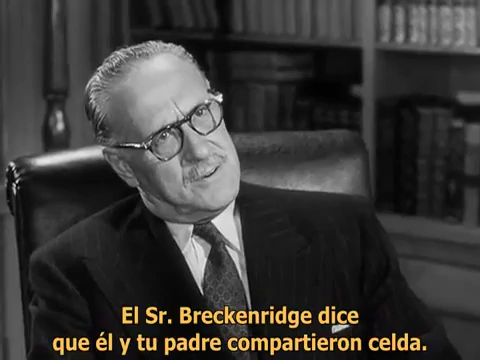 El Sr. Breckenridge dice
que él y tu padre compartieron celda.